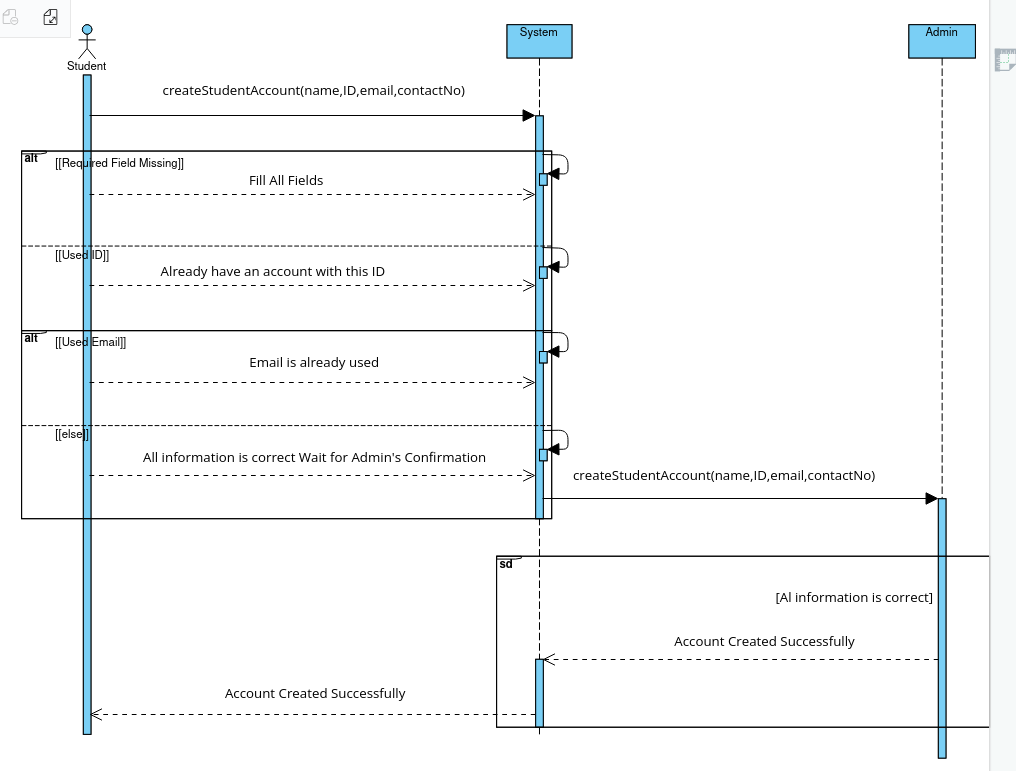 Student
System
Admin
createStudentAccount(name,ID,email,contactNo)
alt
[[Required Field Missing]]
Fill All Fields
[[Used ID]]
Already have an account with this ID
alt
[[Used Email]]
Email is already used
[[else]]
All information is correct Wait for Admin's Confirmation
createStudentAccount(name,ID,email,contactNo)
sd
[Al information is correct]
Account Created Successfully
Account Created Successfully